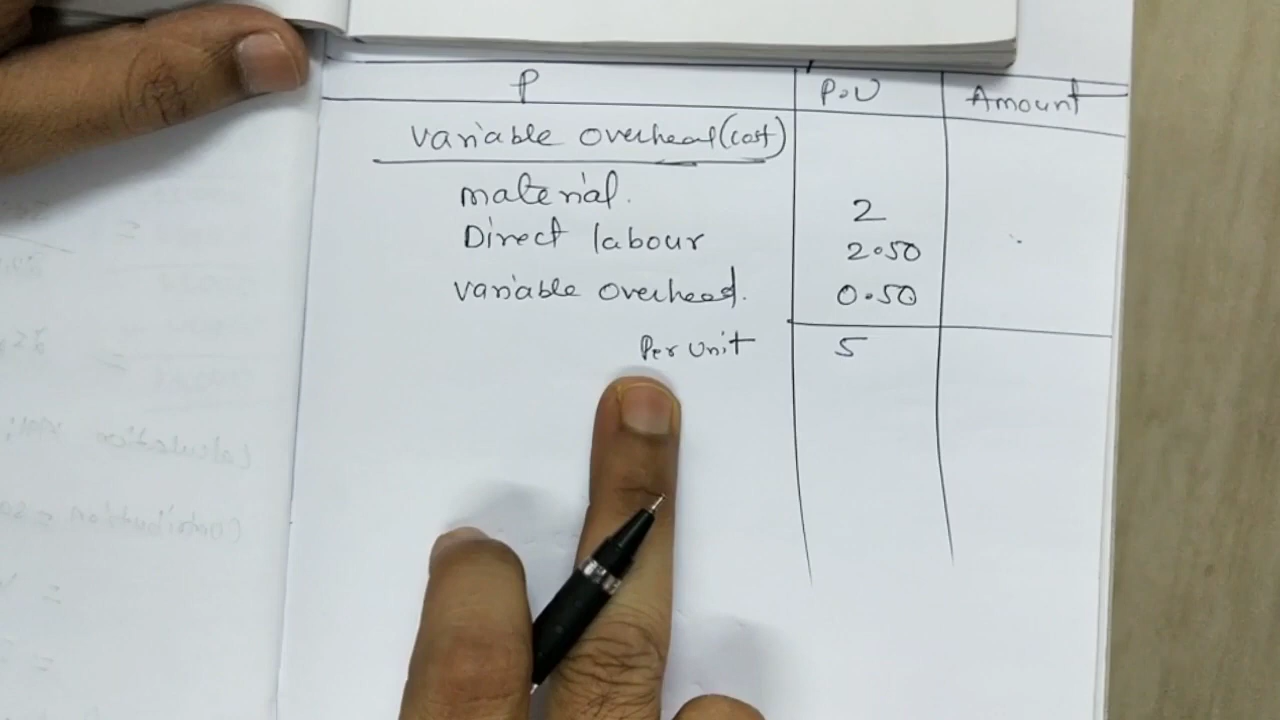 P P.U Amount
Variable overhead (cost)
material.
2
Direct labour
2.50
Variable overhead.
0.50
Per Unit 5